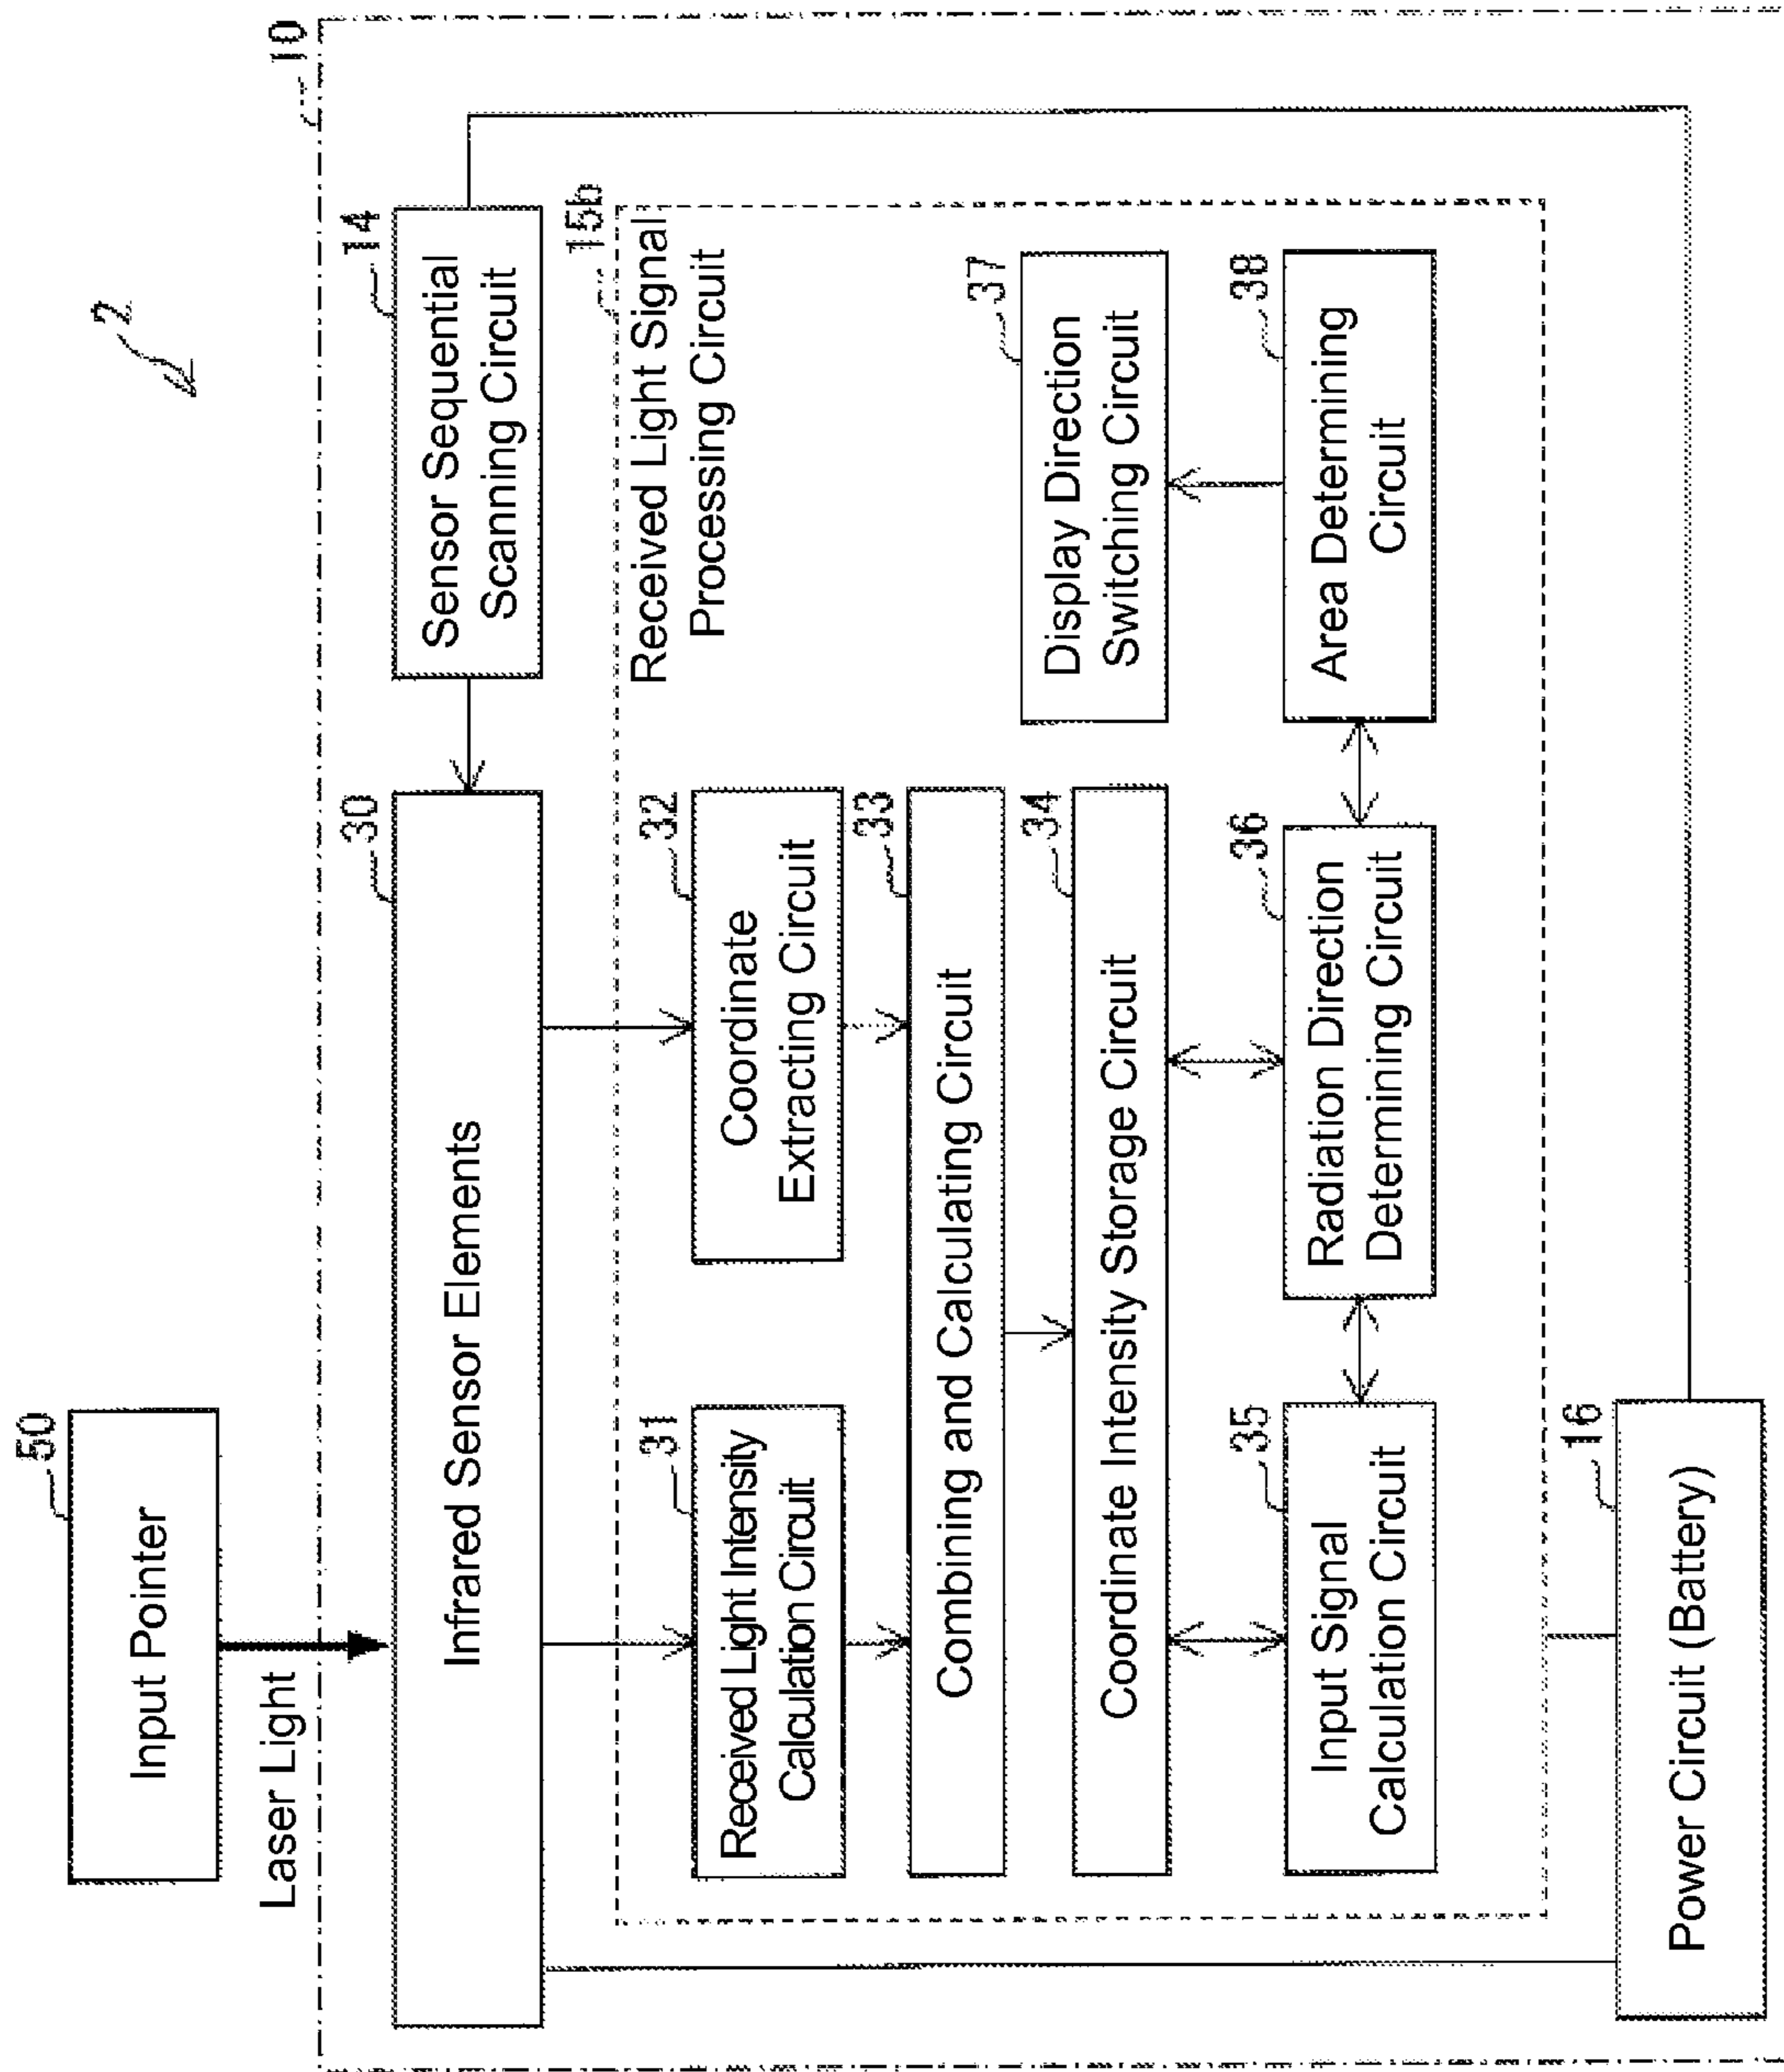 2
50
Input Pointer
Laser Light
10
30
Infrared Sensor Elements
14
Sensor Sequential
Scanning Circuit
15b
Received Light Signal
Processing Circuit
31
Received Light Intensity
Calculation Circuit
32
Coordinate
Extracting Circuit
33
Combining and Calculating Circuit
34
Coordinate Intensity Storage Circuit
37
Display Direction
Switching Circuit
35
Input Signal
Calculation Circuit
36
Radiation Direction
Determining Circuit
38
Area Determining
Circuit
16
Power Circuit (Battery)